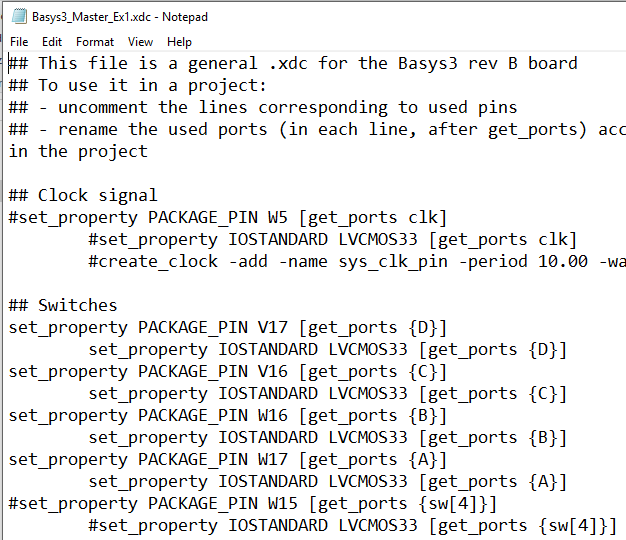 Basys3_Master_Ex1.xdc - Notepad
File Edit Format View Help
## This file is a general .xdc for the Basys3 rev B board
## To use it in a project:
## - uncomment the lines corresponding to used pins
## - rename the used ports (in each line, after get_ports) acc
in the project
## Clock signal
#set_property PACKAGE_PIN W5 [get_ports clk]
#set_property IOSTANDARD LVCMOS33 [get_ports clk]
#create_clock -add -name sys_clk_pin -period 10.00 -wa
## Switches
set_property PACKAGE_PIN V17 [get_ports {D}]
set_property IOSTANDARD LVCMOS33 [get_ports {D}]
set_property PACKAGE_PIN V16 [get_ports {C}]
set_property IOSTANDARD LVCMOS33 [get_ports {C}]
set_property PACKAGE_PIN W16 [get_ports {B}]
set_property IOSTANDARD LVCMOS33 [get_ports {B}]
set_property PACKAGE_PIN W17 [get_ports {A}]
set_property IOSTANDARD LVCMOS33 [get_ports {A}]
#set_property PACKAGE_PIN W15 [get_ports {sw[4]}]
#set_property IOSTANDARD LVCMOS33 [get_ports {sw[4]}]